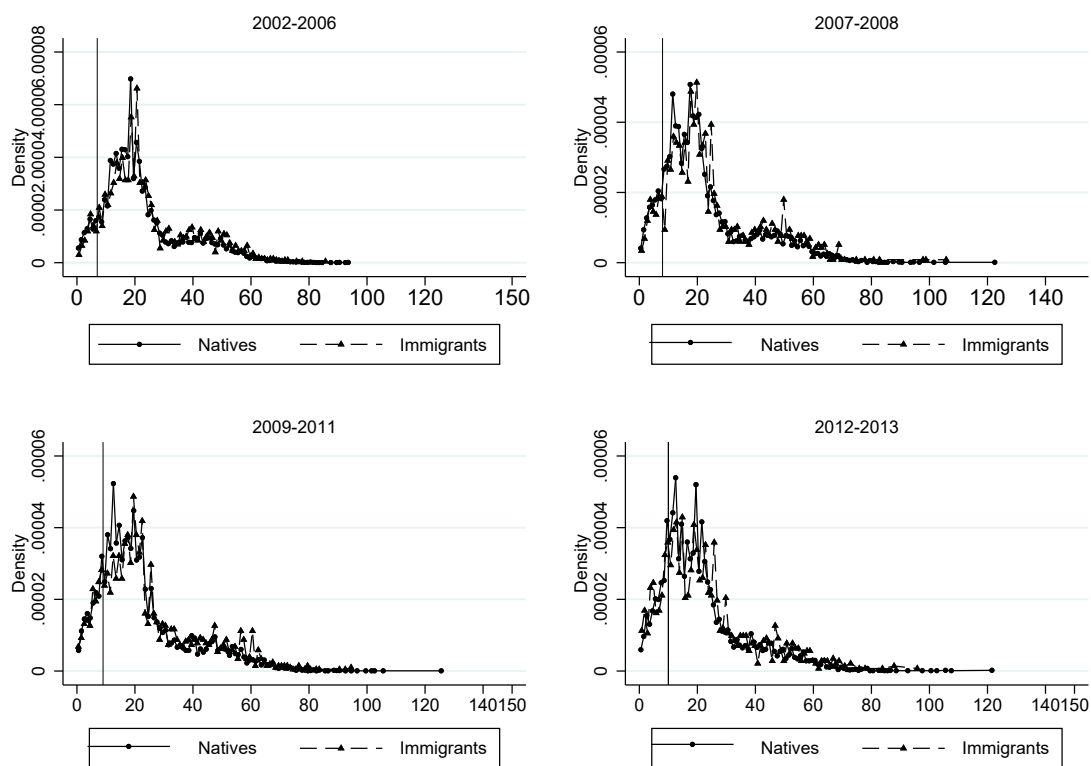 2002-2006
Density
0 .00002 .00004 .00006 .00008
0 20 40 60 80 100 120 150
Natives Immigrants
2007-2008
Density
0 .00002 .00004 .00006
0 20 40 60 80 100 120 140
Natives Immigrants
2009-2011
Density
0 .00002 .00004 .00006
0 20 40 60 80 100 120 140150
Natives Immigrants
2012-2013
Density
0 .00002 .00004 .00006
0 20 40 60 80 100 120 140150
Natives Immigrants